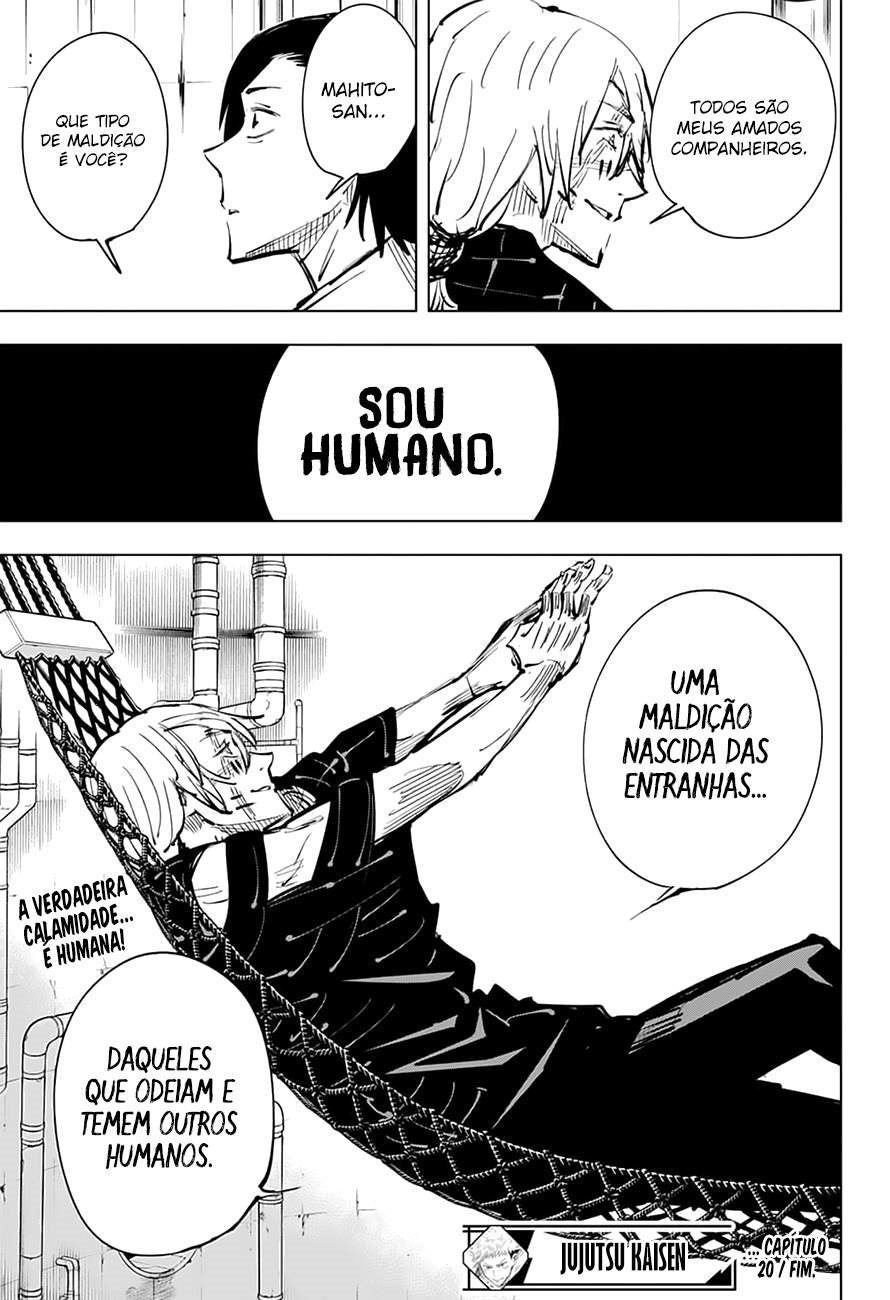 TODOS SÃO
MEUS AMADOS
COMPANHEIROS.
MAHITO-
SAN...
QUE TIPO
DE MALDIÇÃO
É VOCÊ?
SOU
HUMANO.
UMA
MALDIÇÃO
NASCIDA DAS
ENTRANHAS...
A VERDADEIRA
CALAMIDADE...
É HUMANA!
DAQUELES
QUE ODEIAM E
TEMEM OUTROS
HUMANOS.
JUJUTSU KAISEN
... CAPÍTULO
20 / FIM.